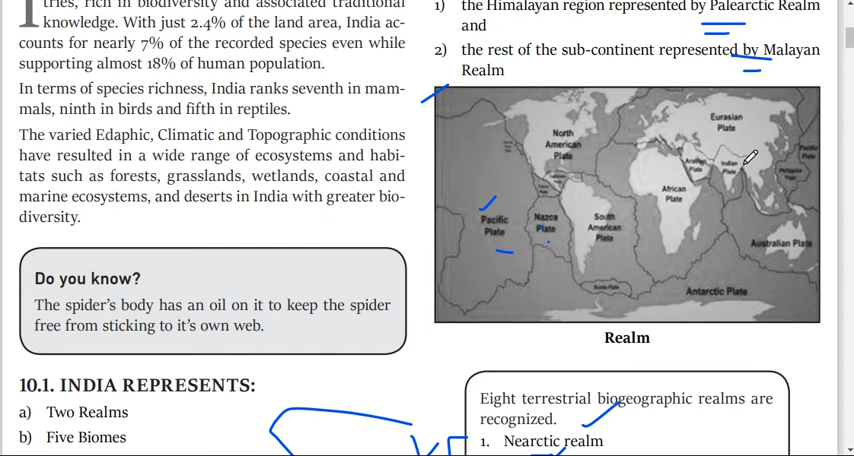 tries, rich in biodiversity and associated traditional
knowledge. With just 2.4% of the land area, India ac-
counts for nearly 7% of the recorded species even while
supporting almost 18% of human population.
In terms of species richness, India ranks seventh in mam-
mals, ninth in birds and fifth in reptiles.
The varied Edaphic, Climatic and Topographic conditions
have resulted in a wide range of ecosystems and habi-
tats such as forests, grasslands, wetlands, coastal and
marine ecosystems, and deserts in India with greater bio-
diversity.
Do you know?
The spider's body has an oil on it to keep the spider
free from sticking to it's own web.
10.1. INDIA REPRESENTS:
a) Two Realms
b) Five Biomes
1) the Himalayan region represented by Palearctic Realm
and
2) the rest of the sub-continent represented by Malayan
Realm
Eurasian
Plate
North
American
Plate
Indian
Plate
African
Plate
Pacific
Plate
Nazca
Plate
South
American
Plate
Australian Plate
Antarctic Plate
Realm
Eight terrestrial biogeographic realms are
recognized.
1. Nearctic realm